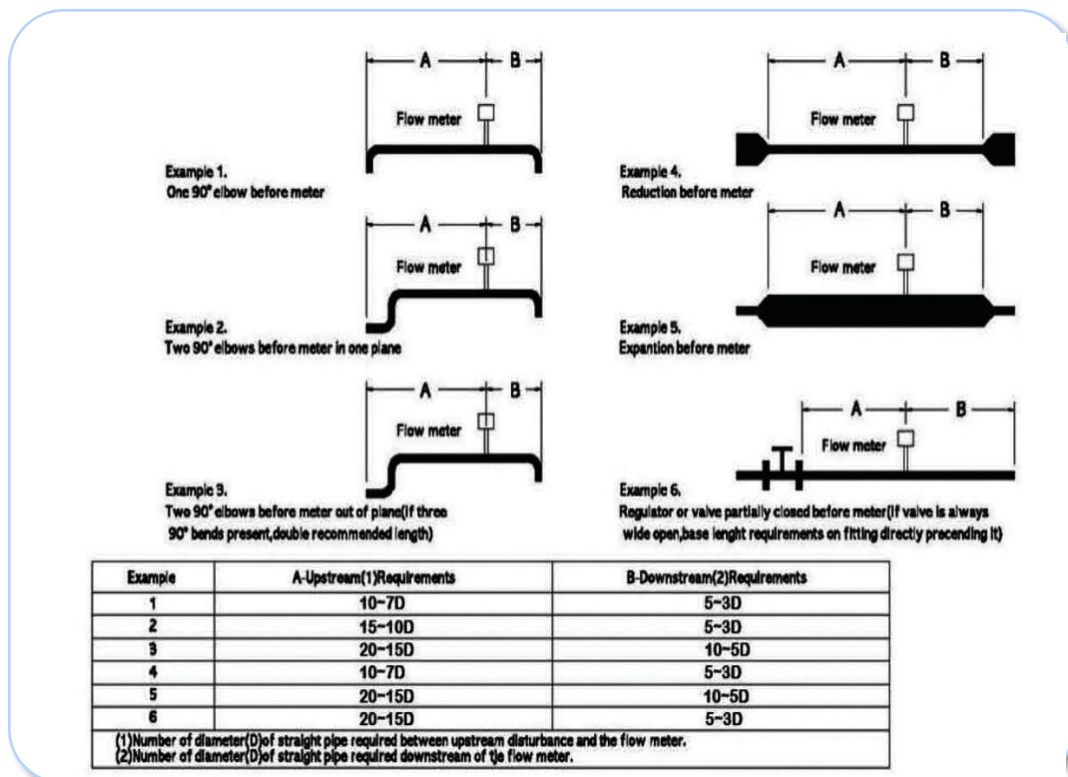 A B
Flow meter
Example 1.
One 90° elbow before meter
A B
Flow meter
Example 2.
Two 90° elbows before meter in one plane
A B
Flow meter
Example 3.
Two 90° elbows before meter out of plane(if three
90° bends present,double recommended length)
A B
Flow meter
Example 4.
Reduction before meter
A B
Flow meter
Example 5.
Expantion before meter
A B
Flow meter
Example 6.
Regulator or valve partially closed before meter(if valve is always
wide open,base lenght requirements on fitting directly precending it)
Example A-Upstream(1)Requirements B-Downstream(2)Requirements
1 10~7D 5~3D
2 15~10D 5~3D
3 20~15D 10~5D
4 10~7D 5~3D
5 20~15D 10~5D
6 20~15D 5~3D
(1)Number of diameter(D)of straight pipe required between upstream disturbance and the flow meter.
(2)Number of diameter(D)of straight pipe required downstream of tje flow meter.